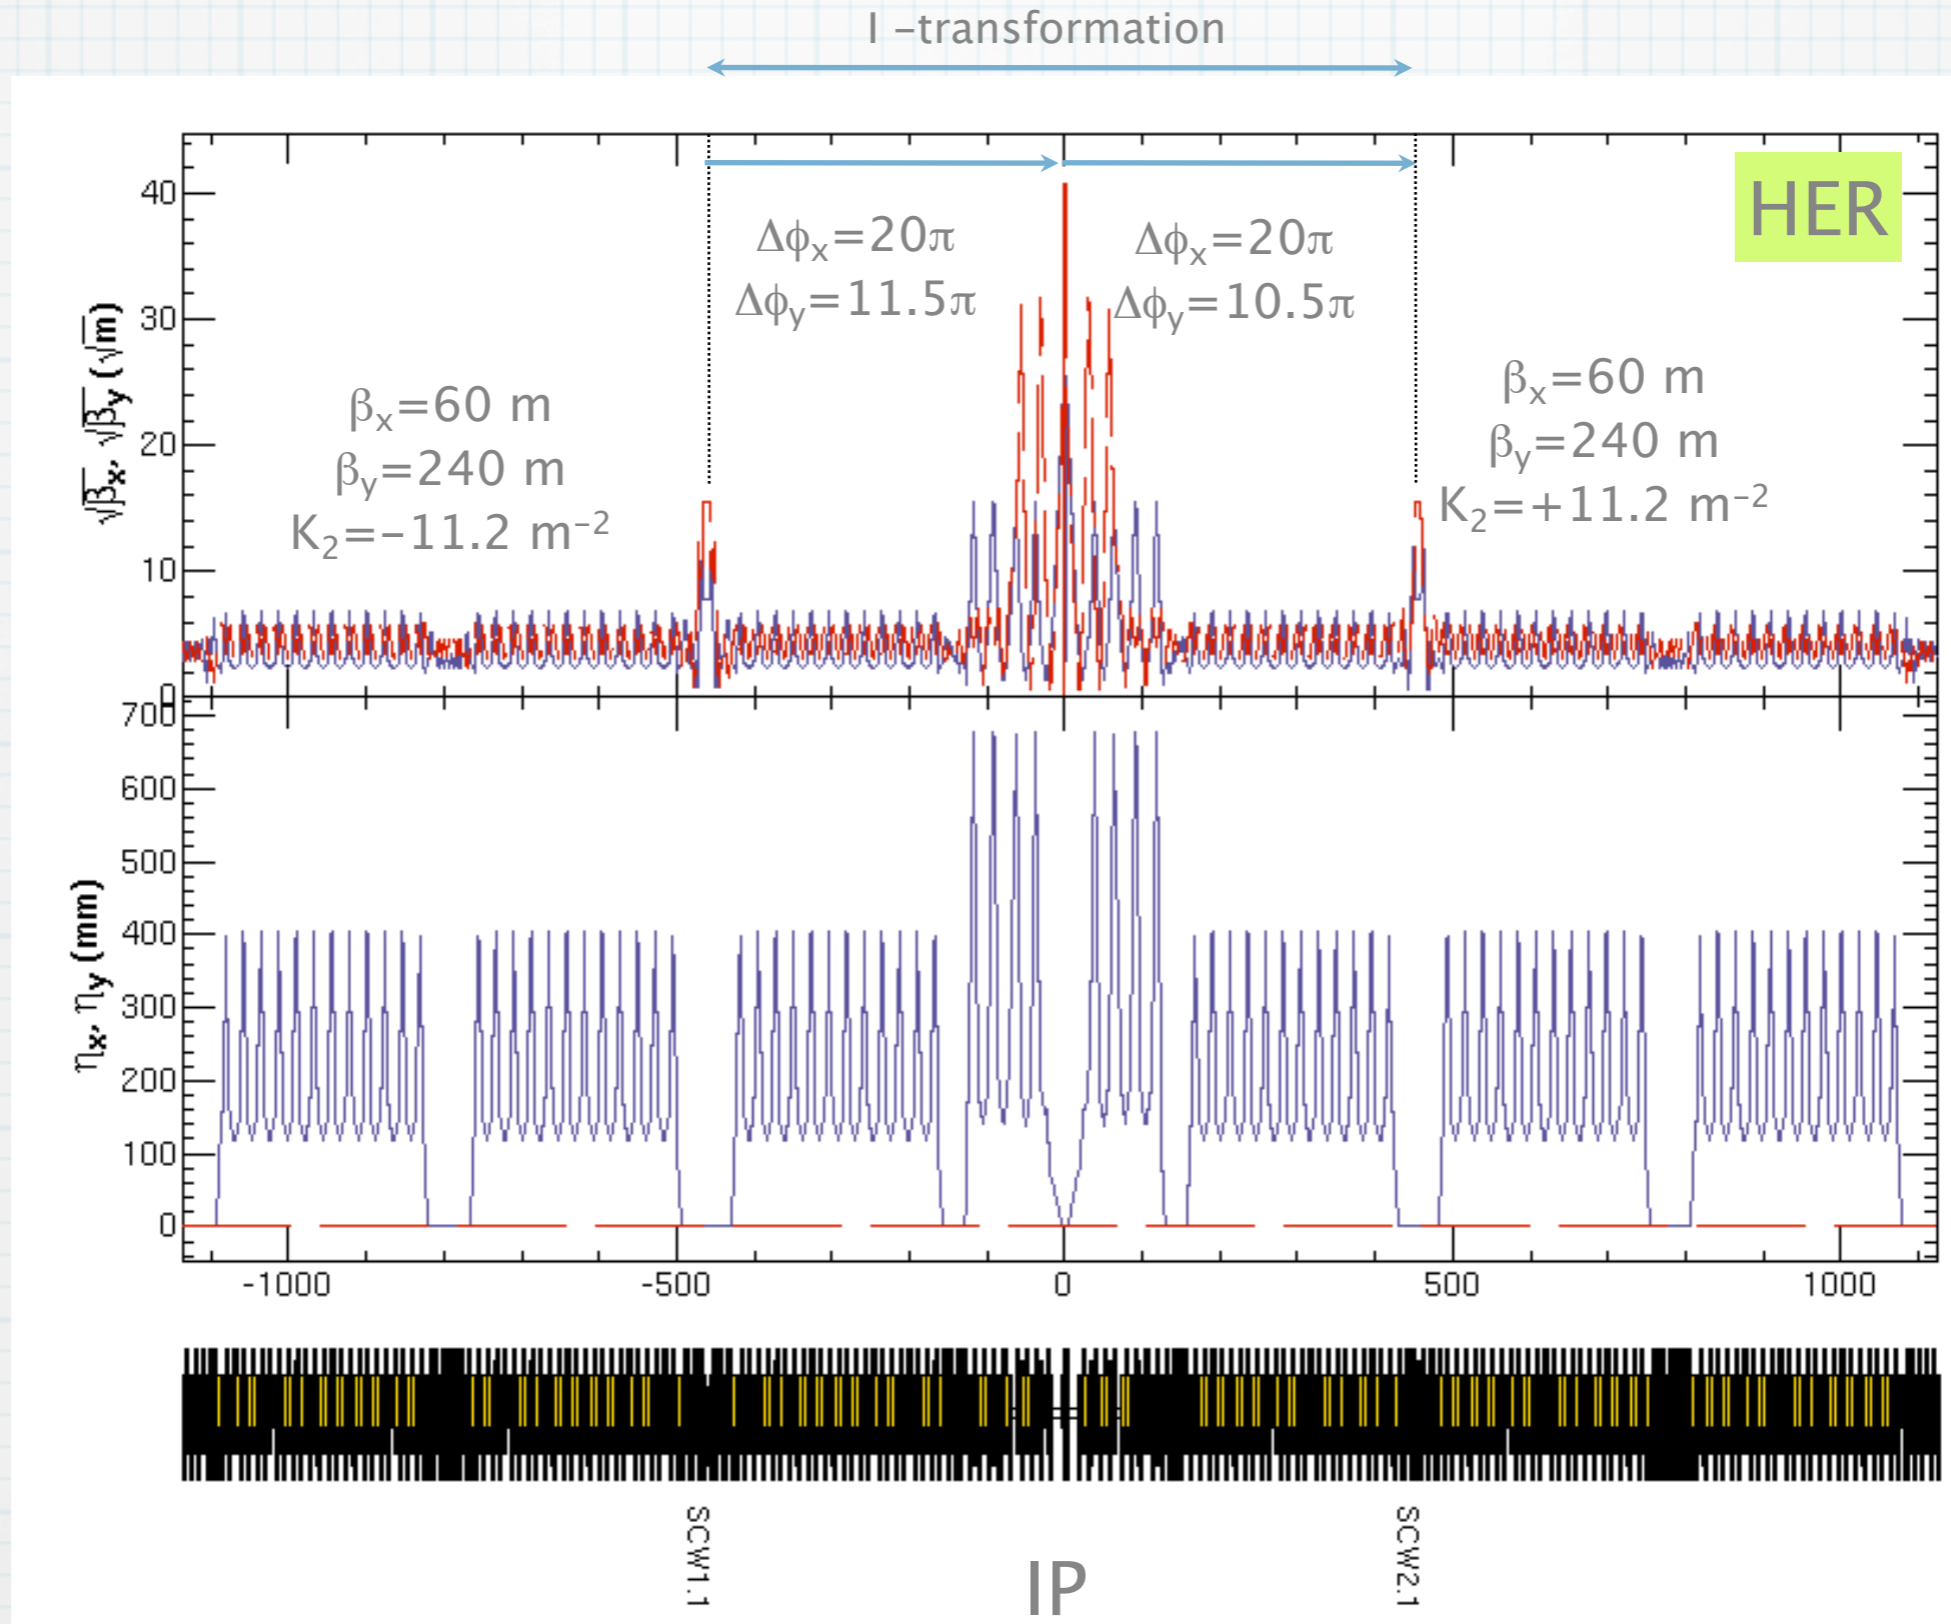 I -transformation
HER
Δφx=20π
Δφy=11.5π
Δφx=20π
Δφy=10.5π
βx=60 m
βy=240 m
K2=-11.2 m-2
βx=60 m
βy=240 m
K2=+11.2 m-2
√βx, √βy (√m)
40
30
20
10
0
ηx, ηy (mm)
700
600
500
400
300
200
100
0
-1000 -500 0 500 1000
SCW1.1
IP
SCW2.1